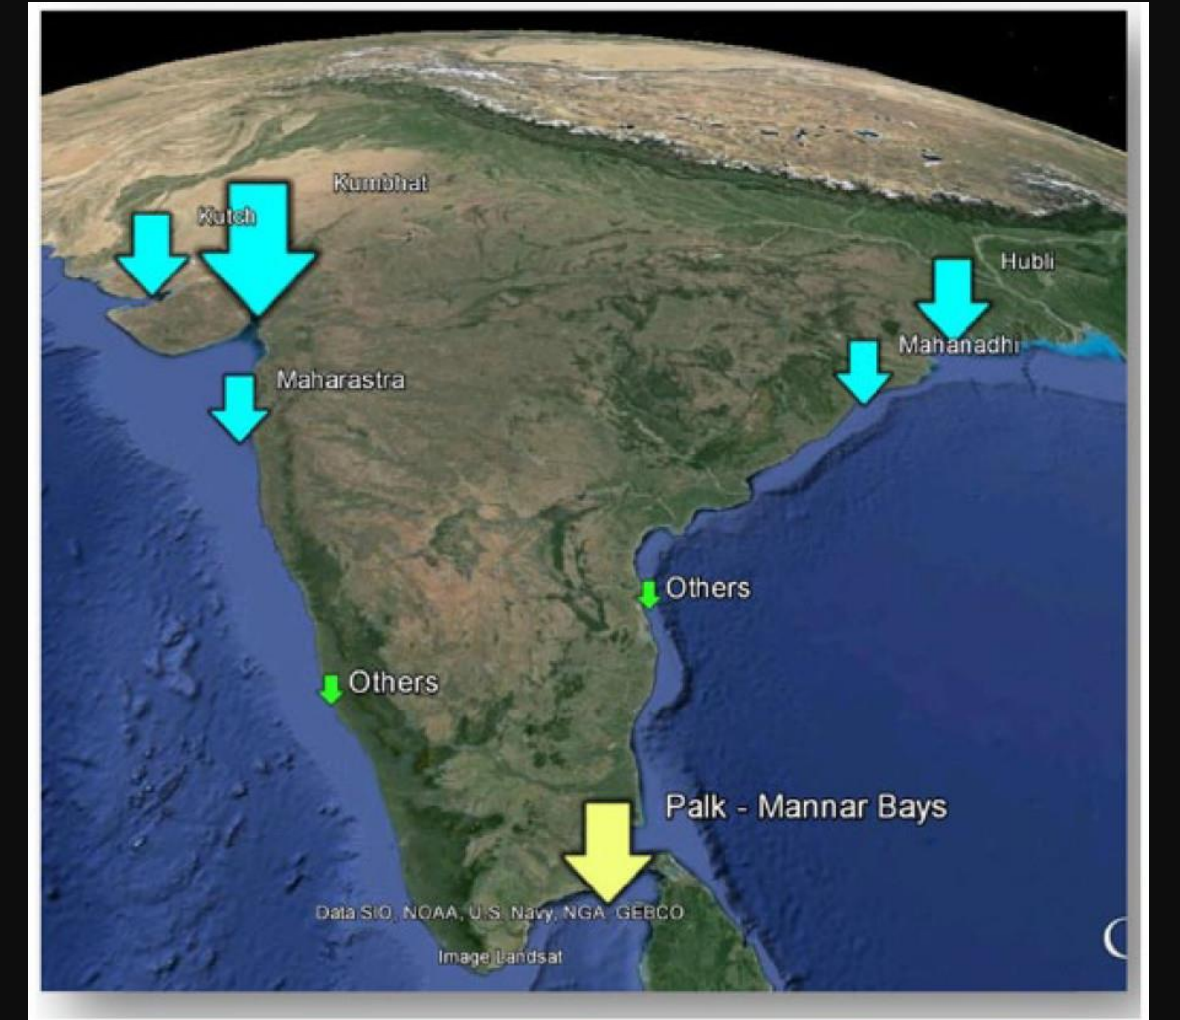 Kumbhat
Kutch
Hubli
Mahanadhi
Maharastra
Others
Others
Palk - Mannar Bays
Data SIO, NOAA, U.S. Navy, NGA, GEBCO
Image Landsat